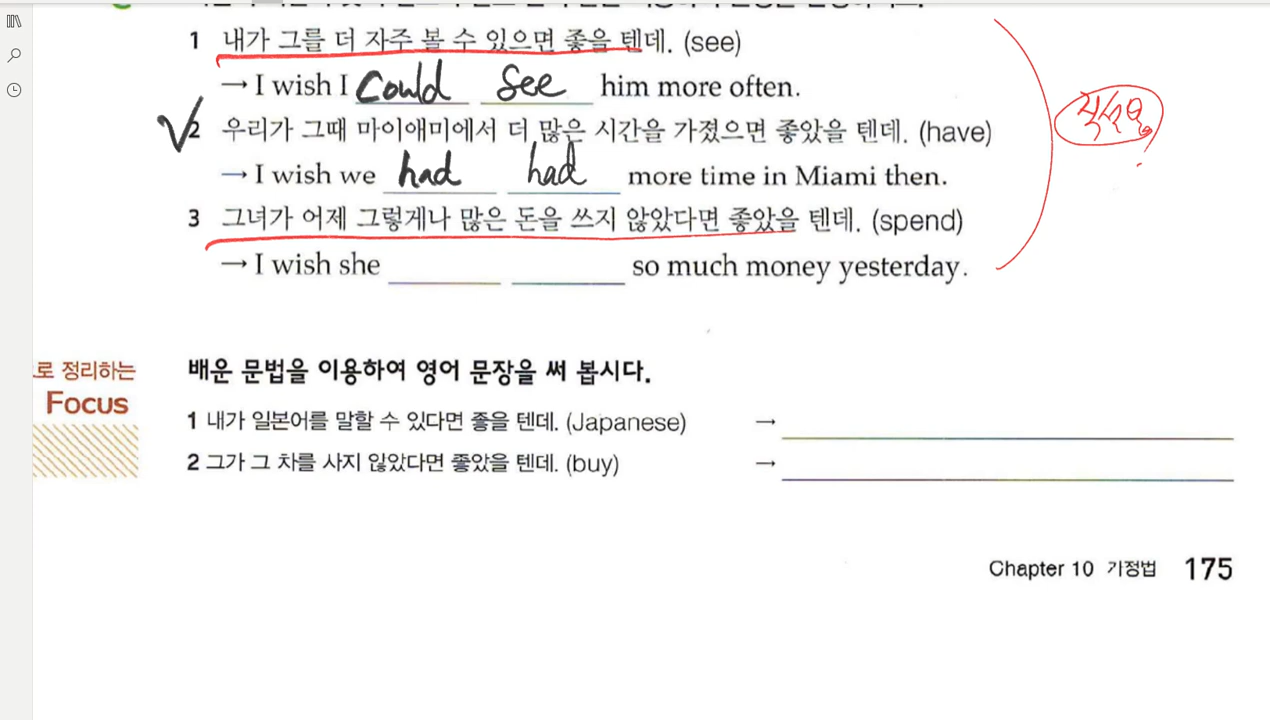 1 내가 그를 더 자주 볼 수 있으면 좋을 텐데. (see)
→ I wish I could see him more often.
2 우리가 그때 마이애미에서 더 많은 시간을 가졌으면 좋았을 텐데. (have)
→ I wish we had had more time in Miami then.
3 그녀가 어제 그렇게나 많은 돈을 쓰지 않았다면 좋았을 텐데. (spend)
→ I wish she so much money yesterday.
로 정리하는
Focus
배운 문법을 이용하여 영어 문장을 써 봅시다.
1 내가 일본어를 말할 수 있다면 좋을 텐데. (Japanese) →
2 그가 그 차를 사지 않았다면 좋았을 텐데. (buy) →
Chapter 10 가정법 175